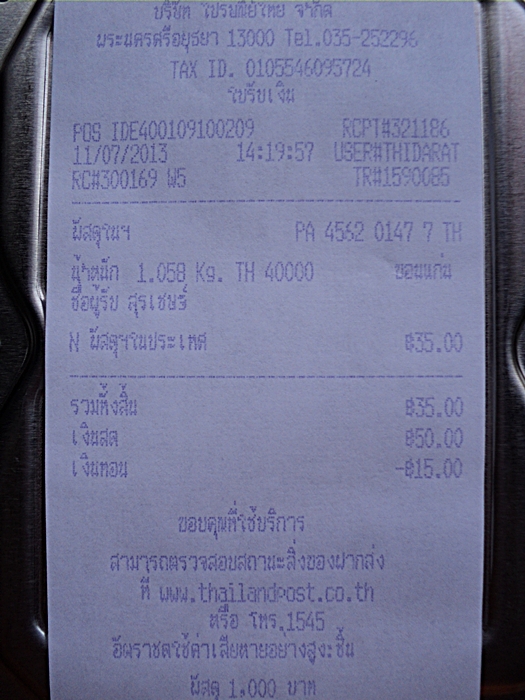 บริษัท ไปรษณีย์ไทย จำกัด
พระนครศรีอยุธยา 13000 Tel.035-252296
TAX ID. 0105546095724
ใบรับเงิน
POS IDE400109100209 RCPT#321186
11/07/2013 14:19:57 USER#THIDARAT
RC#300169 W5 TR#1590085
พัสดุฯฯ PA 4562 0147 7 TH
น้ำหนัก 1.058 Kg. TH 40000 ขอนแก่น
ชื่อผู้รับ สุรเชษฐ์
N พัสดุฯในประเทศ ฿35.00
รวมทั้งสิ้น ฿35.00
เงินสด ฿50.00
เงินทอน -฿15.00
ขอบคุณที่ใช้บริการ
สามารถตรวจสอบสถานะสิ่งของฝากส่ง
ที่ www.thailandpost.co.th
หรือ โทร.1545
อัตราชดใช้ค่าเสียหายอย่างสูงะชิ้น
พัสดุ 1,000 บาท